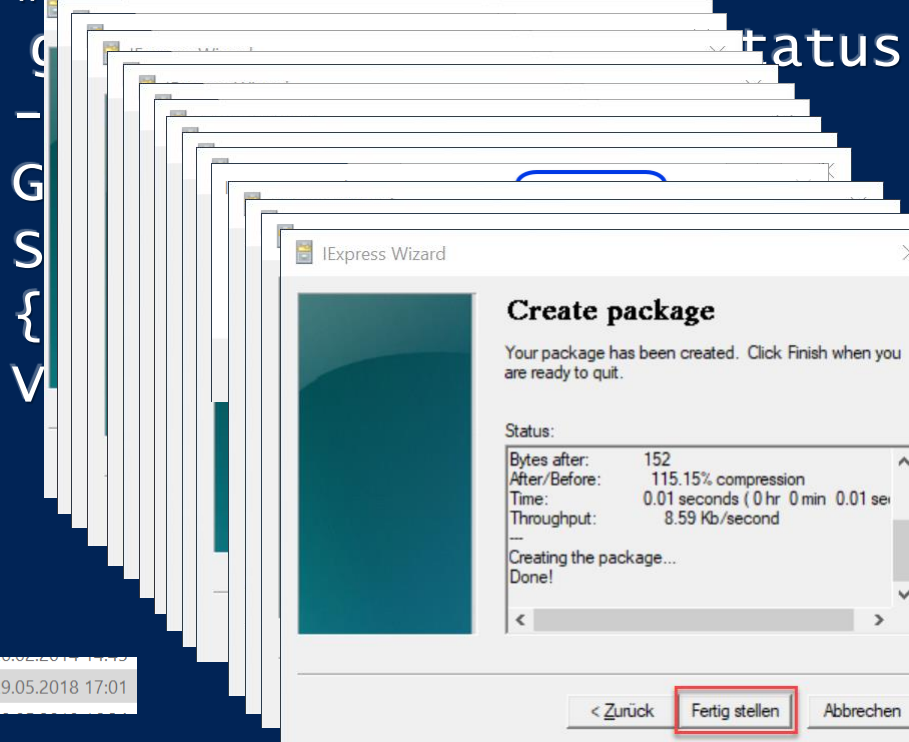 tatus
g
-
G
S
{
V
IExpress Wizard
Create package
Your package has been created. Click Finish when you
are ready to quit.
Status:
Bytes after: 152
After/Before: 115.15% compression
Time: 0.01 seconds ( 0 hr 0 min 0.01 se
Throughput: 8.59 Kb/second
---
Creating the package...
Done!
9.05.2018 17:01
< Zurück
Fertig stellen
Abbrechen